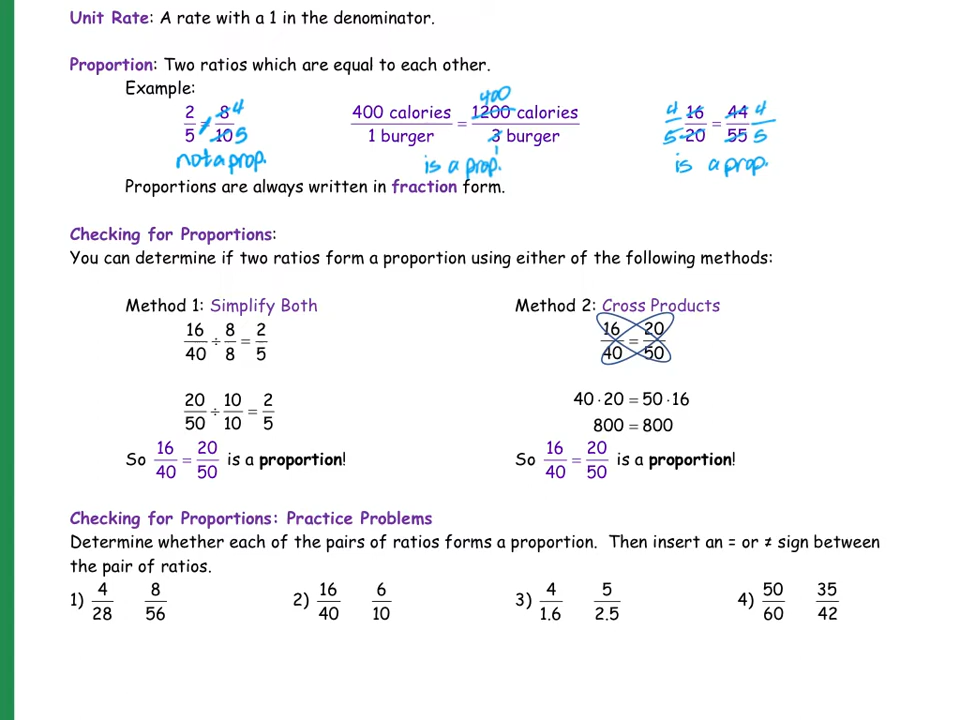 Unit Rate: A rate with a 1 in the denominator.
Proportion: Two ratios which are equal to each other.
Example:
2/5 ≠ 8/10 4/5
400 calories/1 burger = 1200 calories/3 burger 400/1
4/5 16/20 = 44/55 4/5
not a prop.
is a prop.
is a prop.
Proportions are always written in fraction form.
Checking for Proportions:
You can determine if two ratios form a proportion using either of the following methods:
Method 1: Simplify Both
16/40 ÷ 8/8 = 2/5
20/50 ÷ 10/10 = 2/5
So 16/40 = 20/50 is a proportion!
Method 2: Cross Products
16/40 = 20/50
40 · 20 = 50 · 16
800 = 800
So 16/40 = 20/50 is a proportion!
Checking for Proportions: Practice Problems
Determine whether each of the pairs of ratios forms a proportion. Then insert an = or ≠ sign between
the pair of ratios.
1) 4/28 8/56
2) 16/40 6/10
3) 4/1.6 5/2.5
4) 50/60 35/42